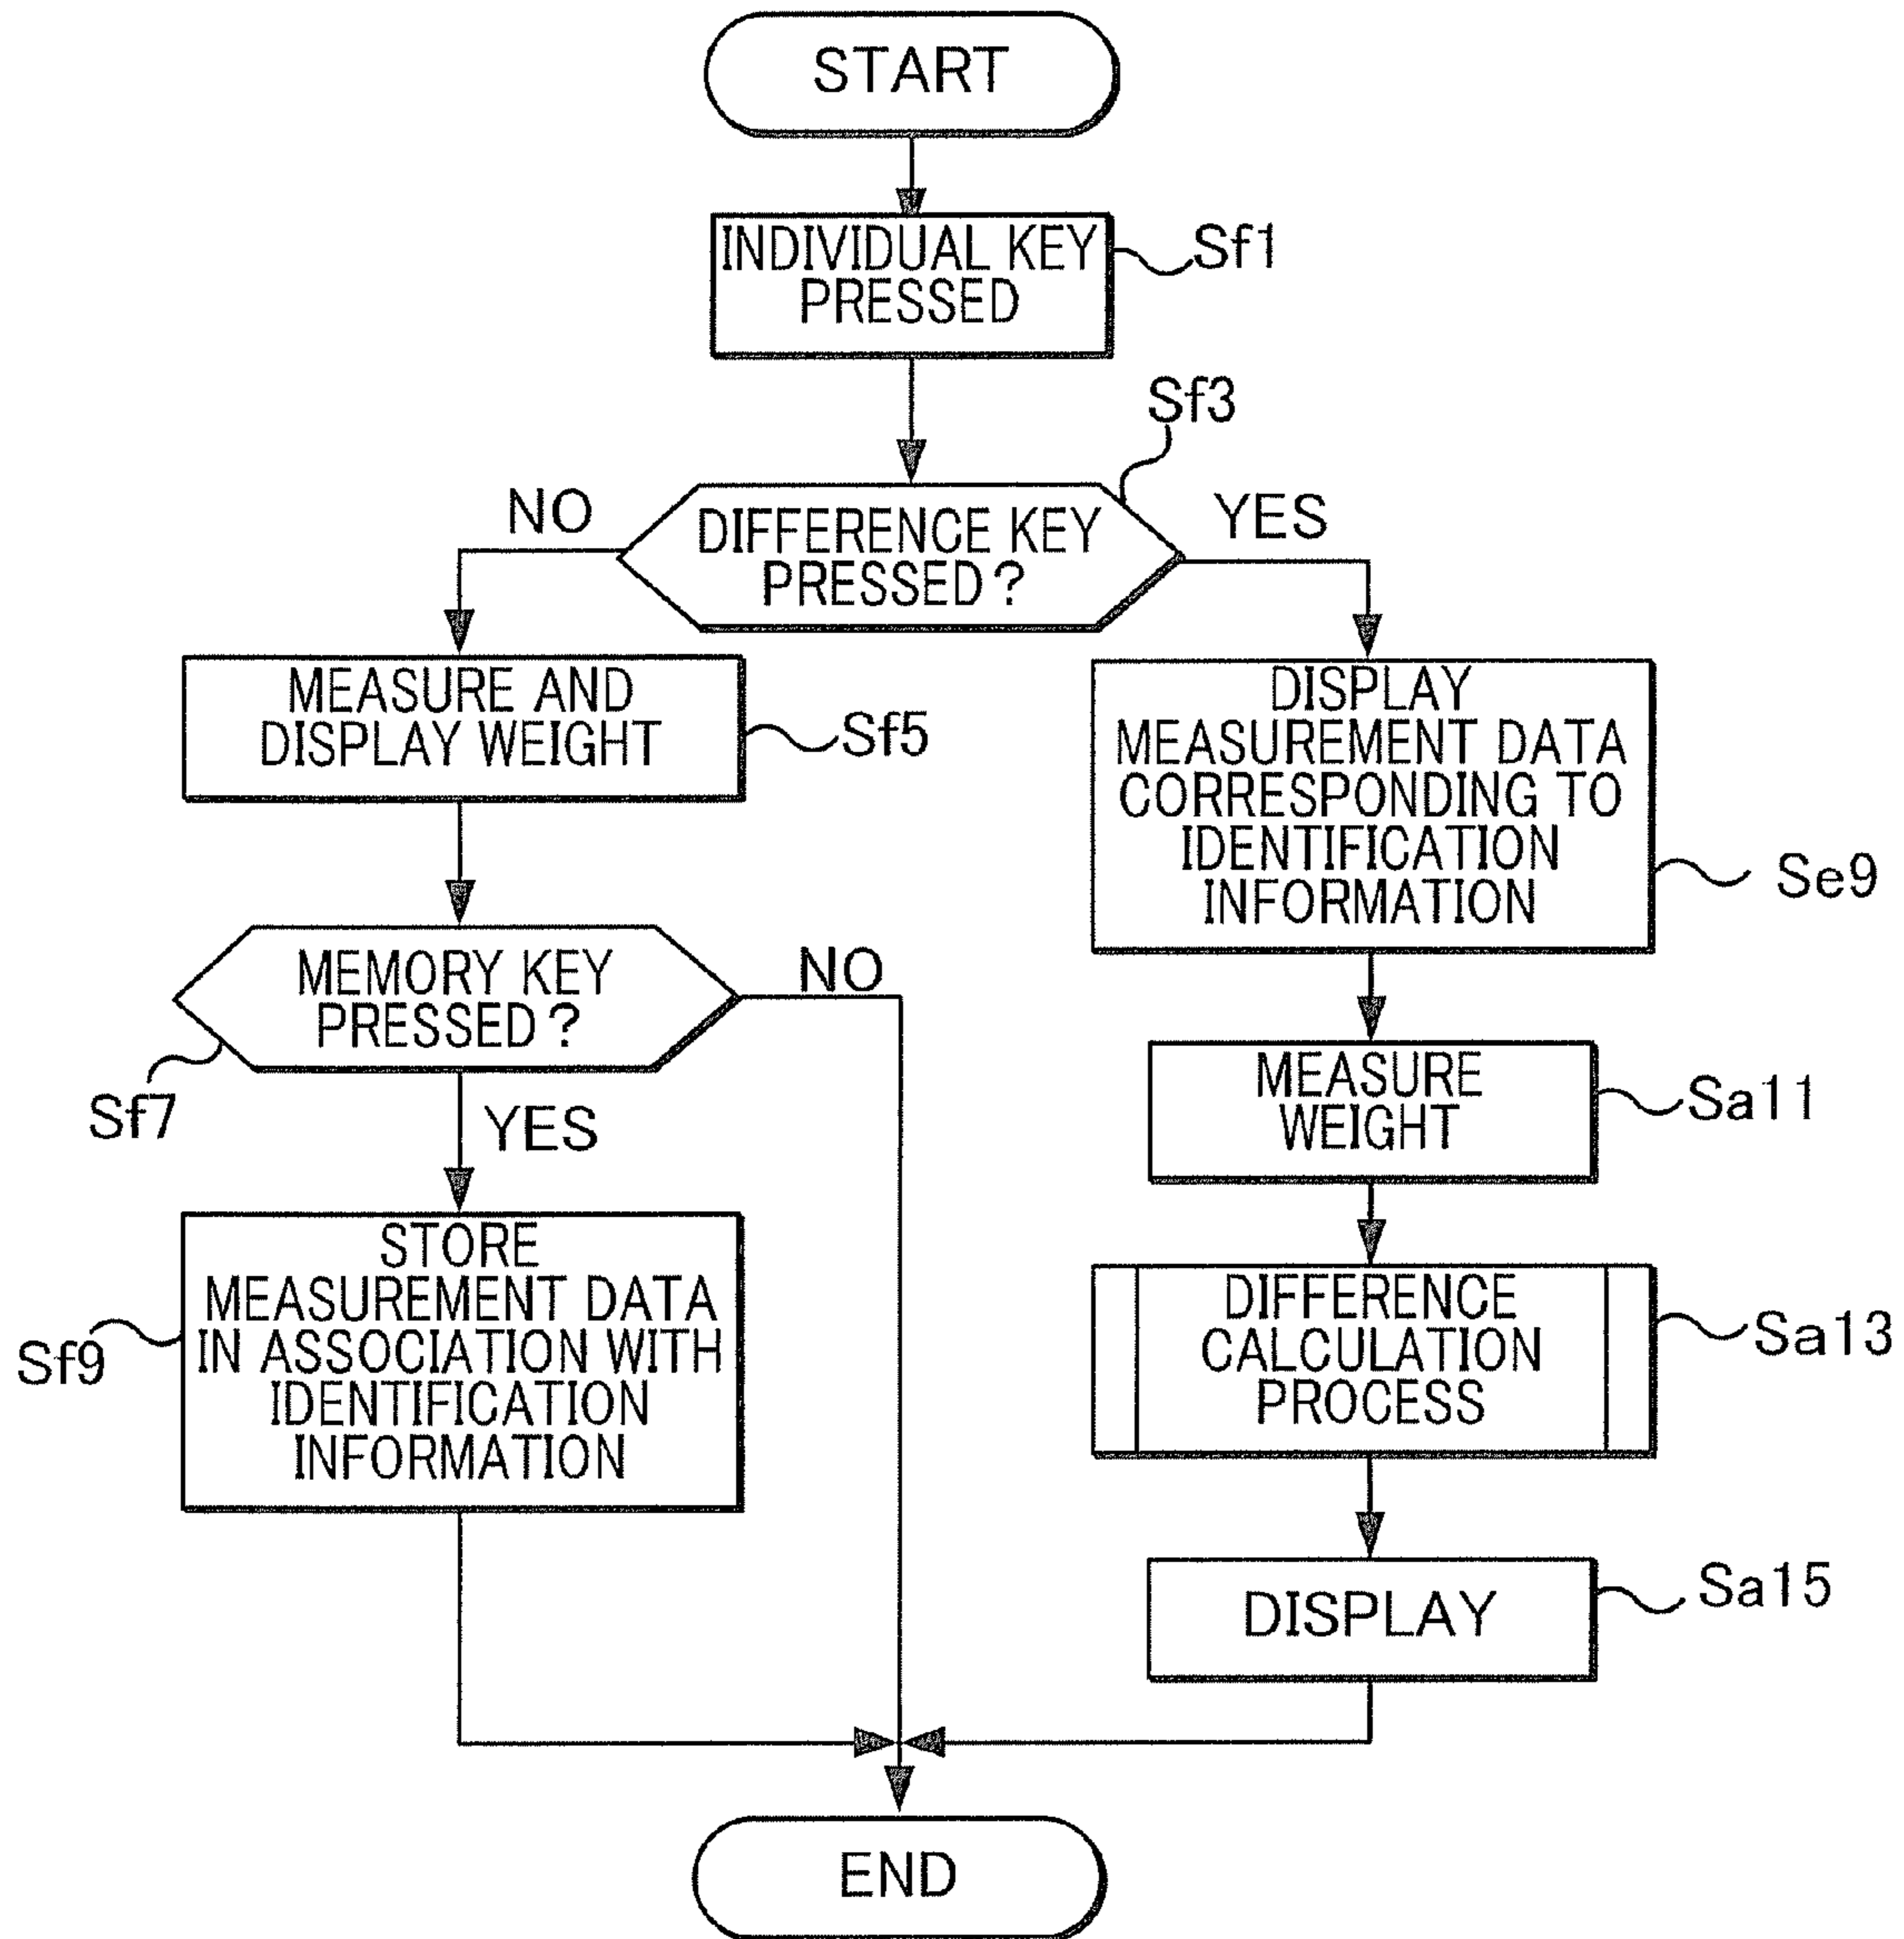 START
INDIVIDUAL KEY
PRESSED
Sf1
Sf3
NO
DIFFERENCE KEY
PRESSED?
YES
MEASURE AND
DISPLAY WEIGHT
Sf5
DISPLAY
MEASUREMENT DATA
CORRESPONDING TO
IDENTIFICATION
INFORMATION
Se9
MEMORY KEY
PRESSED?
NO
Sf7
YES
MEASURE
WEIGHT
Sa11
STORE
MEASUREMENT DATA
IN ASSOCIATION WITH
IDENTIFICATION
INFORMATION
Sf9
DIFFERENCE
CALCULATION
PROCESS
Sa13
DISPLAY
Sa15
END